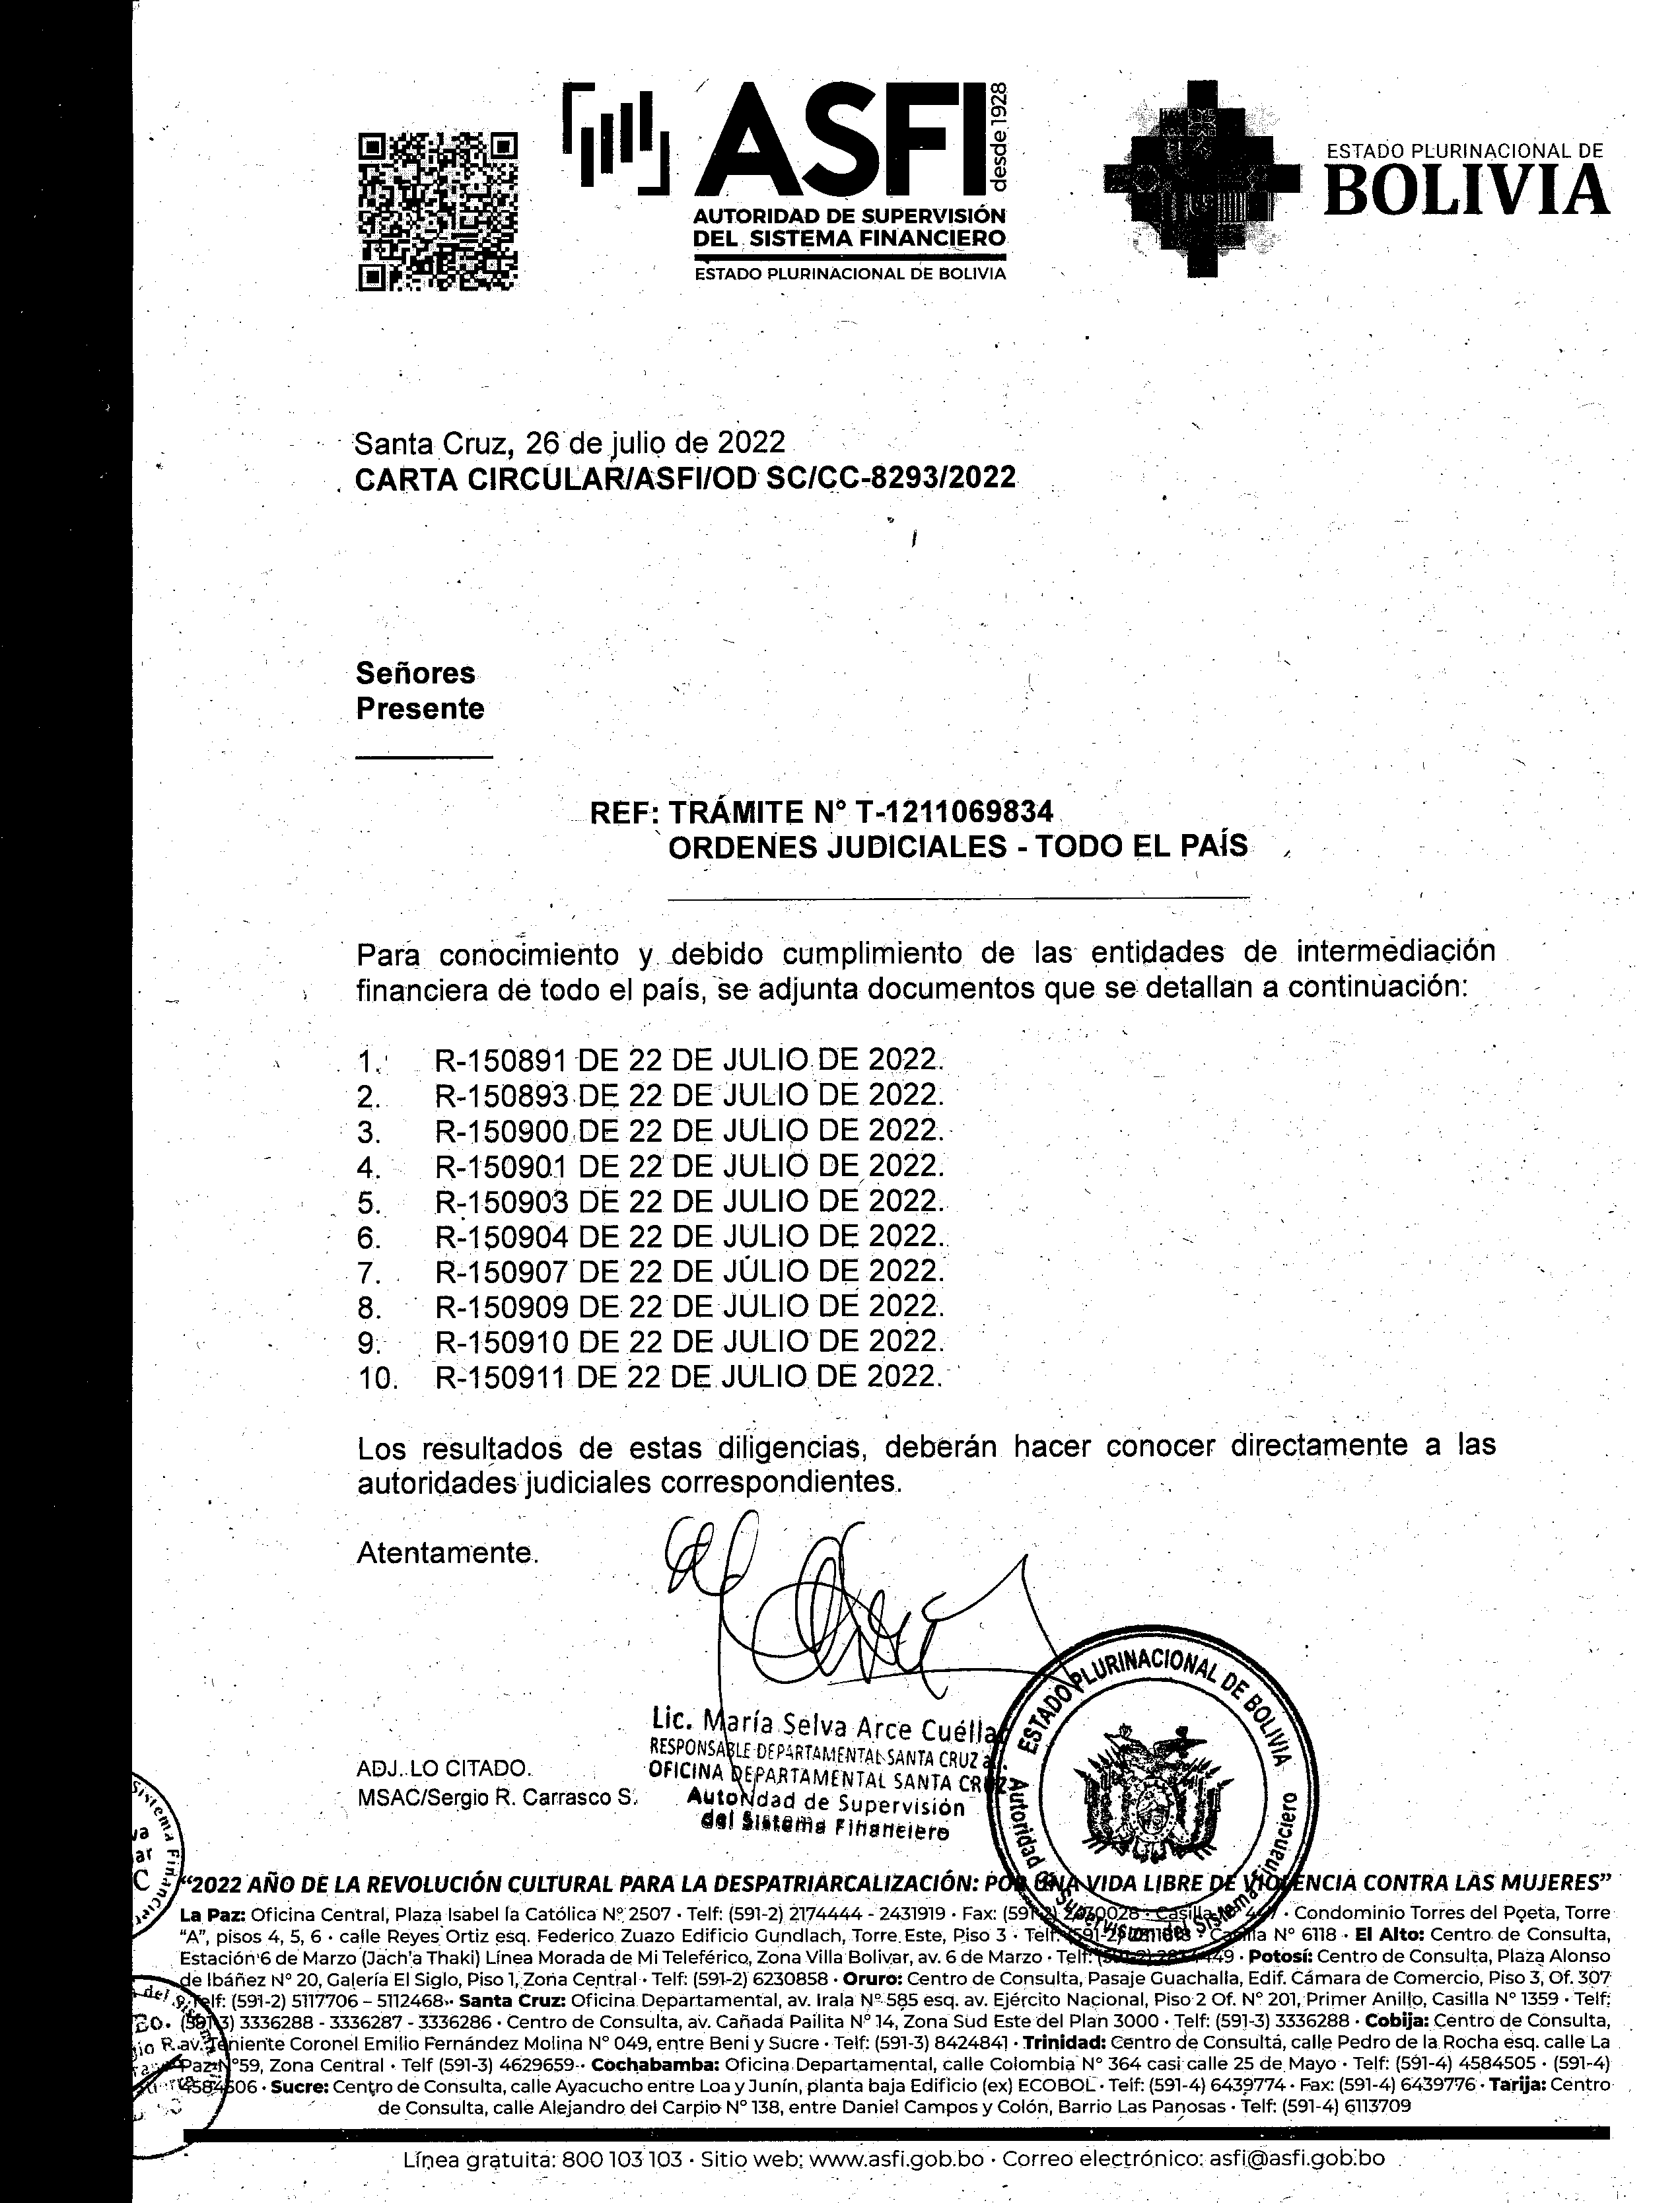 ASFI
desde 1928
AUTORIDAD DE SUPERVISIÓN
DEL SISTEMA FINANCIERO
ESTADO PLURINACIONAL DE BOLIVIA
ESTADO PLURINACIONAL DE
BOLIVIA
Santa Cruz, 26 de julio de 2022
CARTA CIRCULAR/ASFI/OD SC/CC-8293/2022
Señores
Presente
REF: TRÁMITE N° T-1211069834
ORDENES JUDICIALES - TODO EL PAÍS
Para conocimiento y debido cumplimiento de las entidades de intermediación
financiera de todo el país, se adjunta documentos que se detallan a continuación:
1. R-150891 DE 22 DE JULIO DE 2022.
2. R-150893 DE 22 DE JULIO DE 2022.
3. R-150900 DE 22 DE JULIO DE 2022.
4. R-150901 DE 22 DE JULIO DE 2022.
5. R-150903 DE 22 DE JULIO DE 2022.
6. R-150904 DE 22 DE JULIO DE 2022.
7. R-150907 DE 22 DE JULIO DE 2022.
8. R-150909 DE 22 DE JULIO DE 2022.
9. R-150910 DE 22 DE JULIO DE 2022.
10. R-150911 DE 22 DE JULIO DE 2022.
Los resultados de estas diligencias, deberán hacer conocer directamente a las
autoridades judiciales correspondientes.
Atentamente.
Lic. María Selva Arce Cuélla
RESPONSABLE DEPARTAMENTAL SANTA CRUZ a.i.
OFICINA DEPARTAMENTAL SANTA CRUZ
Autoridad de Supervisión
del Sistema Financiero
ESTADO PLURINACIONAL DE BOLIVIA
Autoridad de Supervisión del Sistema Financiero
ADJ. LO CITADO.
MSAC/Sergio R. Carrasco S.
“2022 AÑO DE LA REVOLUCIÓN CULTURAL PARA LA DESPATRIARCALIZACIÓN: POR UNA VIDA LIBRE DE VIOLENCIA CONTRA LAS MUJERES”
La Paz: Oficina Central, Plaza Isabel la Católica N° 2507 · Telf: (591-2) 2174444 - 2431919 · Fax: (591-2) · Casilla · Condominio Torres del Poeta, Torre
“A”, pisos 4, 5, 6 · calle Reyes Ortiz esq. Federico Zuazo Edificio Gundlach, Torre Este, Piso 3 · Telf: · Casilla N° 6118 · El Alto: Centro de Consulta,
Estación 6 de Marzo (Jach’a Thaki) Línea Morada de Mi Teleférico, Zona Villa Bolivar, av. 6 de Marzo · Telf: · Potosí: Centro de Consulta, Plaza Alonso
de Ibáñez N° 20, Galería El Siglo, Piso 1, Zona Central · Telf: (591-2) 6230858 · Oruro: Centro de Consulta, Pasaje Guachalla, Edif. Cámara de Comercio, Piso 3, Of. 307
Telf: (591-2) 5117706 – 5112468 · Santa Cruz: Oficina Departamental, av. Irala N° 585 esq. av. Ejército Nacional, Piso 2 Of. N° 201, Primer Anillo, Casilla N° 1359 · Telf:
(591-3) 3336288 - 3336287 - 3336286 · Centro de Consulta, av. Cañada Pailita N° 14, Zona Sud Este del Plan 3000 · Telf: (591-3) 3336288 · Cobija: Centro de Consulta,
av. Teniente Coronel Emilio Fernández Molina N° 049, entre Beni y Sucre · Telf: (591-3) 8424841 · Trinidad: Centro de Consulta, calle Pedro de la Rocha esq. calle La
Paz N°59, Zona Central · Telf (591-3) 4629659 · Cochabamba: Oficina Departamental, calle Colombia N° 364 casi calle 25 de Mayo · Telf: (591-4) 4584505 · (591-4)
4584506 · Sucre: Centro de Consulta, calle Ayacucho entre Loa y Junín, planta baja Edificio (ex) ECOBOL · Telf: (591-4) 6439774 · Fax: (591-4) 6439776 · Tarija: Centro
de Consulta, calle Alejandro del Carpio N° 138, entre Daniel Campos y Colón, Barrio Las Panosas · Telf: (591-4) 6113709
Línea gratuita: 800 103 103 · Sitio web: www.asfi.gob.bo · Correo electrónico: asfi@asfi.gob.bo